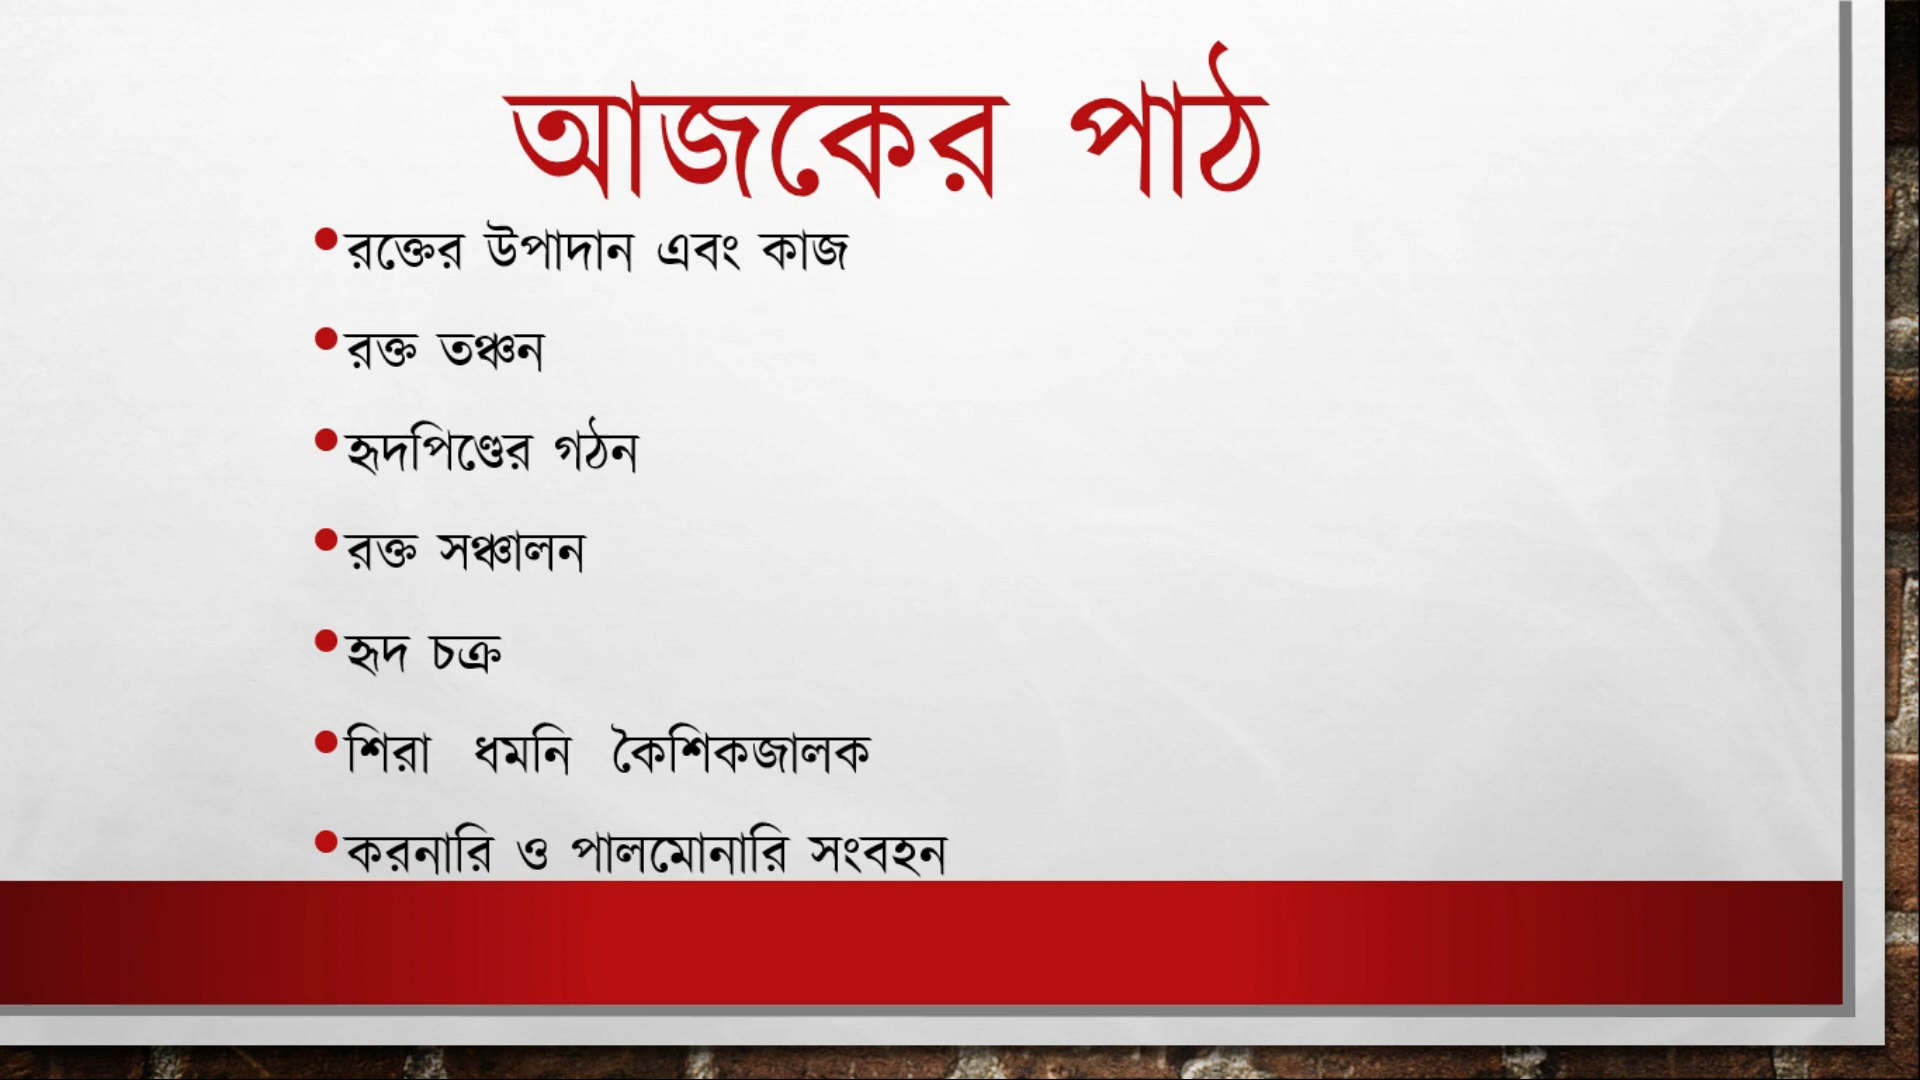 আজকের পাঠ
• রক্তের উপাদান এবং কাজ
• রক্ত তঞ্চন
• হৃদপিণ্ডের গঠন
• রক্ত সঞ্চালন
• হৃদ চক্র
• শিরা ধমনি কৈশিকজালক
• করনারি ও পালমোনারি সংবহন